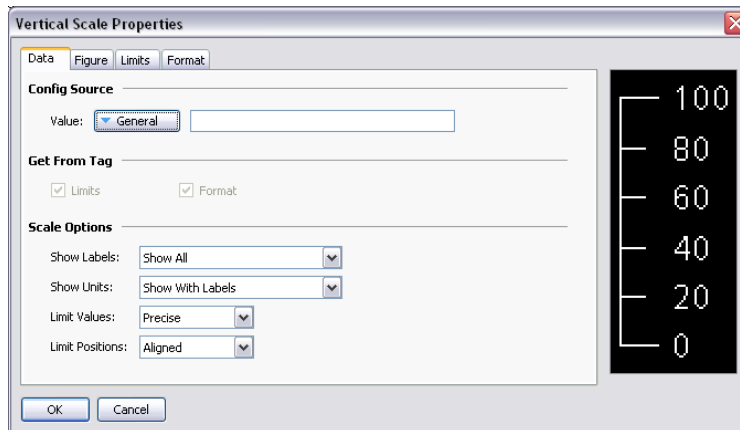 Vertical Scale Properties
Data Figure Limits Format
Config Source
Value: General
Get From Tag
Limits Format
Scale Options
Show Labels: Show All
Show Units: Show With Labels
Limit Values: Precise
Limit Positions: Aligned
OK Cancel
100
80
60
40
20
0